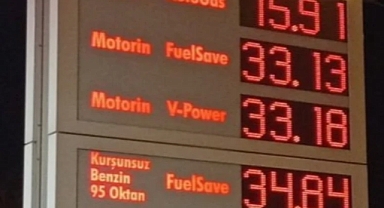 15.91
Motorin FuelSave 33.13
Motorin V-Power 33.18
Kurşunsuz
Benzin
95 Oktan
FuelSave 34.84